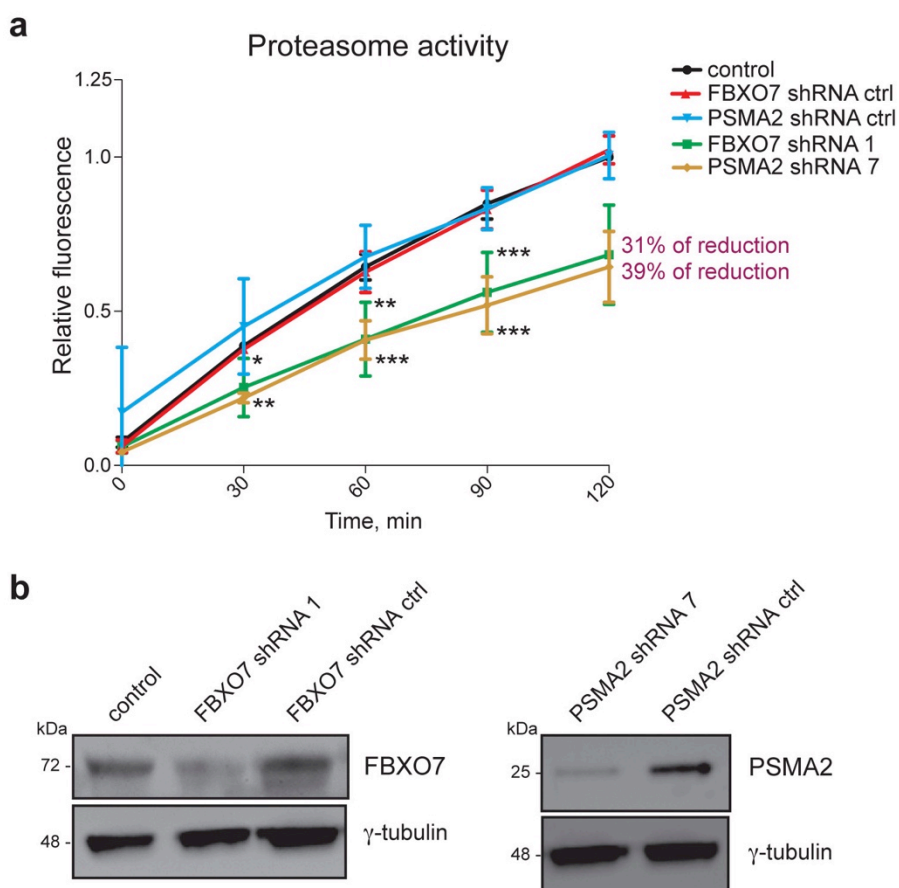 a
Proteasome activity
1.25
1.0
0.5
0.0
Relative fluorescence
0
30
60
90
120
Time, min
control
FBXO7 shRNA ctrl
PSMA2 shRNA ctrl
FBXO7 shRNA 1
PSMA2 shRNA 7
*
**
**
***
***
***
31% of reduction
39% of reduction
b
control
FBXO7 shRNA 1
FBXO7 shRNA ctrl
kDa
72 -
FBXO7
48 -
γ-tubulin
PSMA2 shRNA 7
PSMA2 shRNA ctrl
kDa
25 -
PSMA2
48 -
γ-tubulin